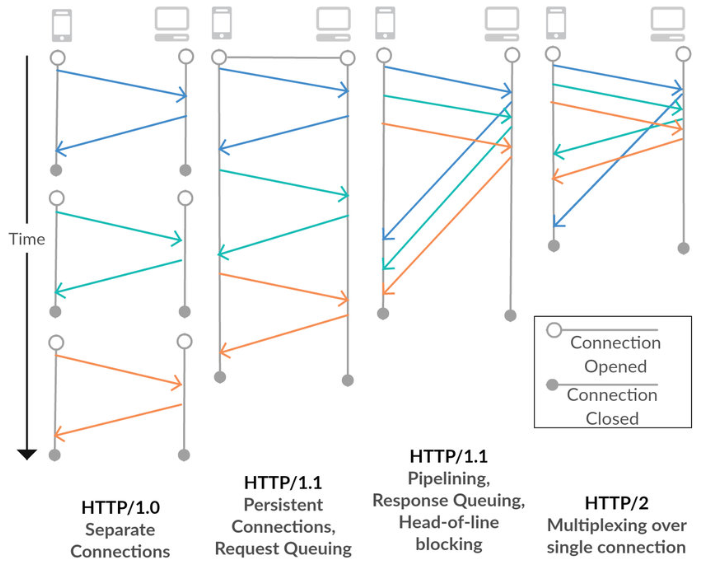 Time
Connection
Opened
Connection
Closed
HTTP/1.0
Separate
Connections
HTTP/1.1
Persistent
Connections,
Request Queuing
HTTP/1.1
Pipelining,
Response Queuing,
Head-of-line
blocking
HTTP/2
Multiplexing over
single connection